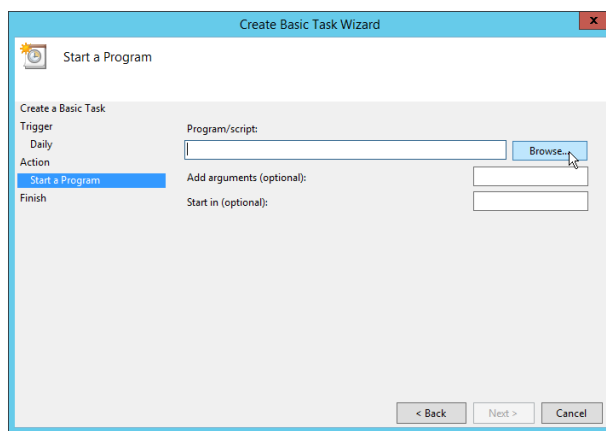 Create Basic Task Wizard
x
Start a Program
Create a Basic Task
Trigger
Daily
Action
Start a Program
Finish
Program/script:
Browse...
Add arguments (optional):
Start in (optional):
< Back
Next >
Cancel